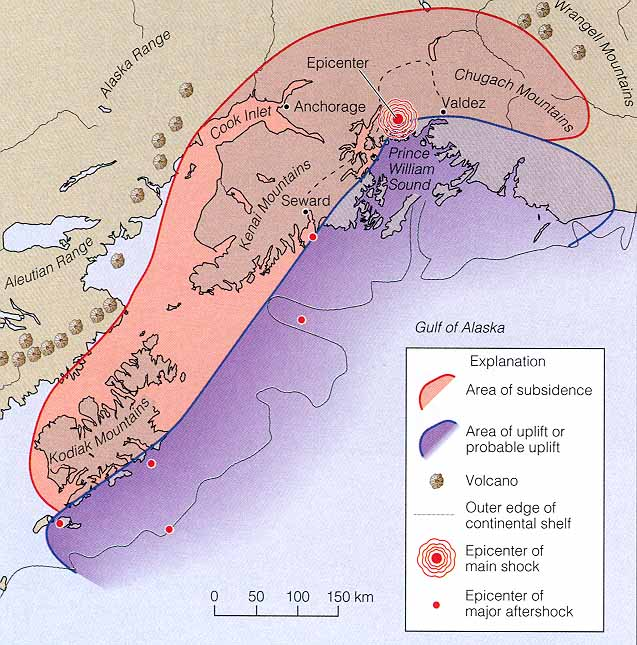 Wrangell Mountains
Alaska Range
Epicenter
Chugach Mountains
Anchorage
Valdez
Cook Inlet
Prince
William
Sound
Kenai Mountains
Seward
Aleutian Range
Gulf of Alaska
Kodiak Mountains
Explanation
Area of subsidence
Area of uplift or
probable uplift
Volcano
Outer edge of
continental shelf
Epicenter of
main shock
Epicenter of
major aftershock
0 50 100 150 km